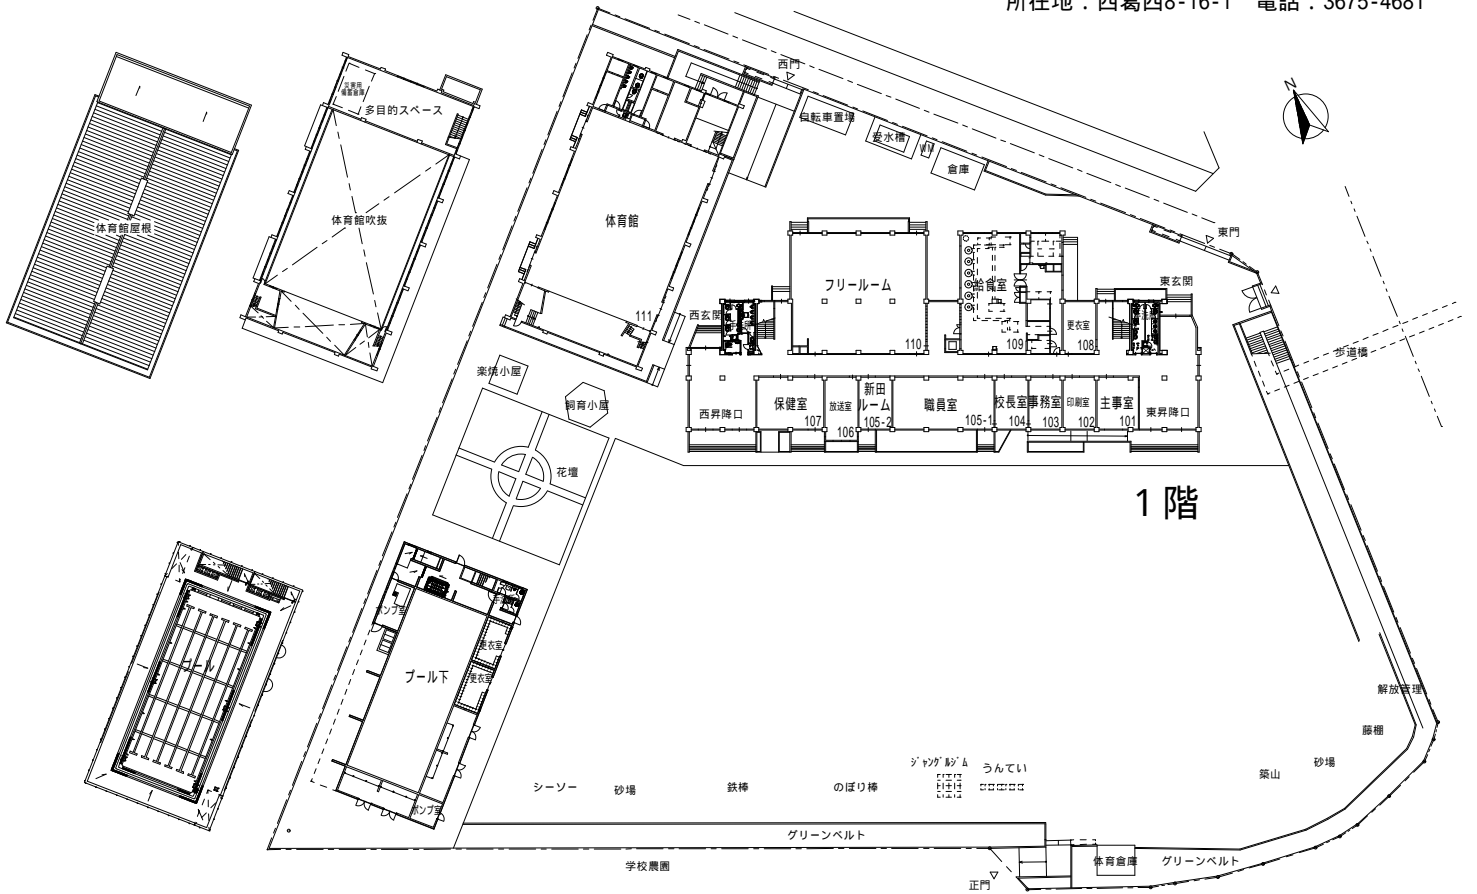 所在地：西葛西8-16-1　電話：3675-4681
西門
N
災害用
備蓄倉庫
多目的スペース
自転車置場
受水槽
WM
倉庫
体育館
体育館吹抜
体育館屋根
東門
フリールーム
給食室
東玄関
西玄関
更衣室
111
110
109
108
歩道橋
楽焼小屋
飼育小屋
西昇降口
保健室
107
放送室
106
新田
ルーム
105-2
職員室
105-1
校長室
104
事務室
103
印刷室
102
主事室
101
東昇降口
花壇
1階
ポンプ室
更衣室
更衣室
プール
プール下
解放管理
藤棚
砂場
築山
ジャングルジム
うんてい
シーソー
砂場
鉄棒
のぼり棒
ポンプ室
グリーンベルト
体育倉庫
グリーンベルト
学校農園
正門